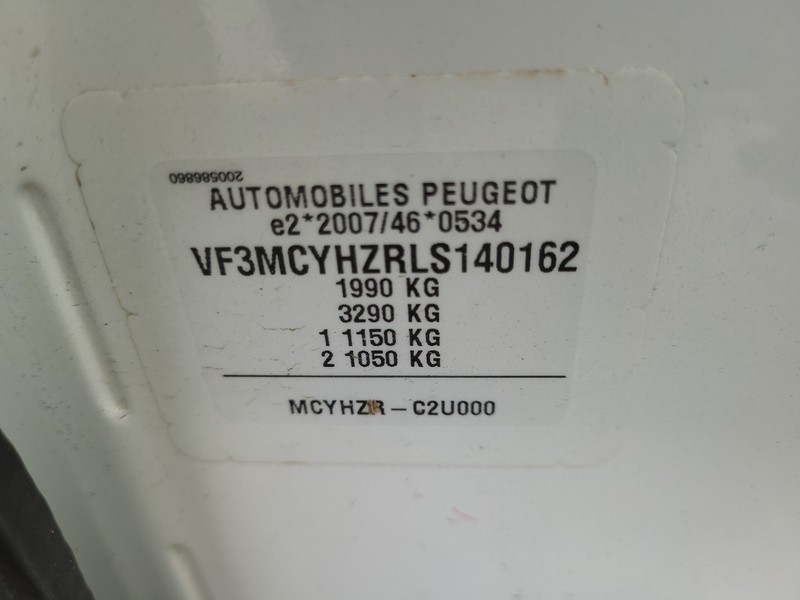 200586860
AUTOMOBILES PEUGEOT
e2*2007/46*0534
VF3MCYHZRLS140162
1990 KG
3290 KG
1 1150 KG
2 1050 KG
MCYHZR - C2U000